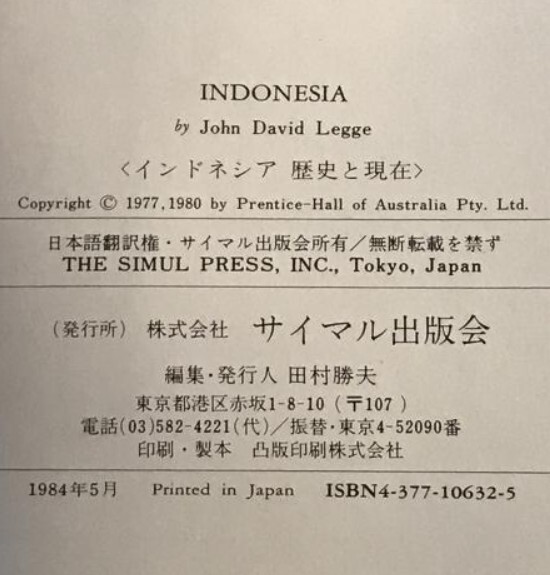 INDONESIA
by John David Legge
〈インドネシア 歴史と現在〉
Copyright © 1977,1980 by Prentice-Hall of Australia Pty. Ltd.
日本語翻訳権・サイマル出版会所有／無断転載を禁ず
THE SIMUL PRESS, INC., Tokyo, Japan
(発行所) 株式会社 サイマル出版会
編集・発行人 田村勝夫
東京都港区赤坂1-8-10(〒107)
電話(03)582-4221(代)／振替・東京4-52090番
印刷・製本 凸版印刷株式会社
1984年5月 Printed in Japan ISBN4-377-10632-5